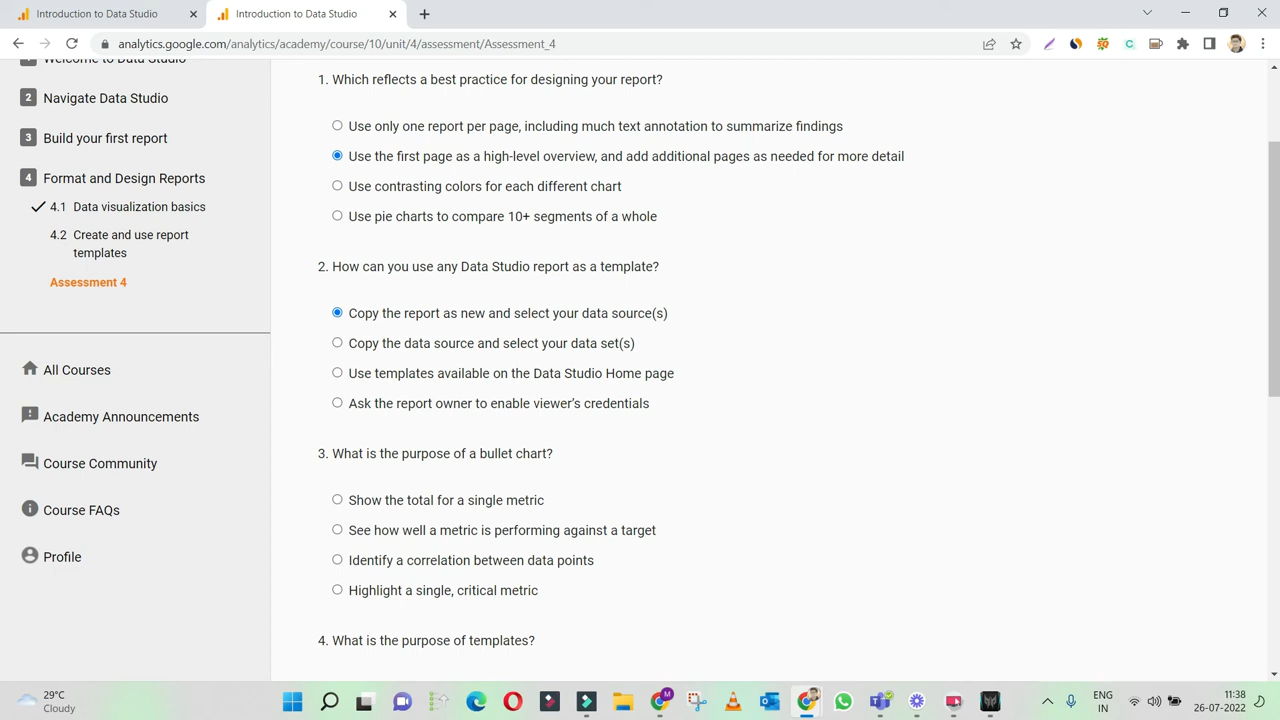 Introduction to Data Studio
Introduction to Data Studio
analytics.google.com/analytics/academy/course/10/unit/4/assessment/Assessment_4
Welcome to Data Studio
2 Navigate Data Studio
3 Build your first report
4 Format and Design Reports
4.1 Data visualization basics
4.2 Create and use report
templates
Assessment 4
All Courses
Academy Announcements
Course Community
Course FAQs
Profile
1. Which reflects a best practice for designing your report?
Use only one report per page, including much text annotation to summarize findings
Use the first page as a high-level overview, and add additional pages as needed for more detail
Use contrasting colors for each different chart
Use pie charts to compare 10+ segments of a whole
2. How can you use any Data Studio report as a template?
Copy the report as new and select your data source(s)
Copy the data source and select your data set(s)
Use templates available on the Data Studio Home page
Ask the report owner to enable viewer's credentials
3. What is the purpose of a bullet chart?
Show the total for a single metric
See how well a metric is performing against a target
Identify a correlation between data points
Highlight a single, critical metric
4. What is the purpose of templates?
29°C
Cloudy
ENG
IN
11:38
26-07-2022